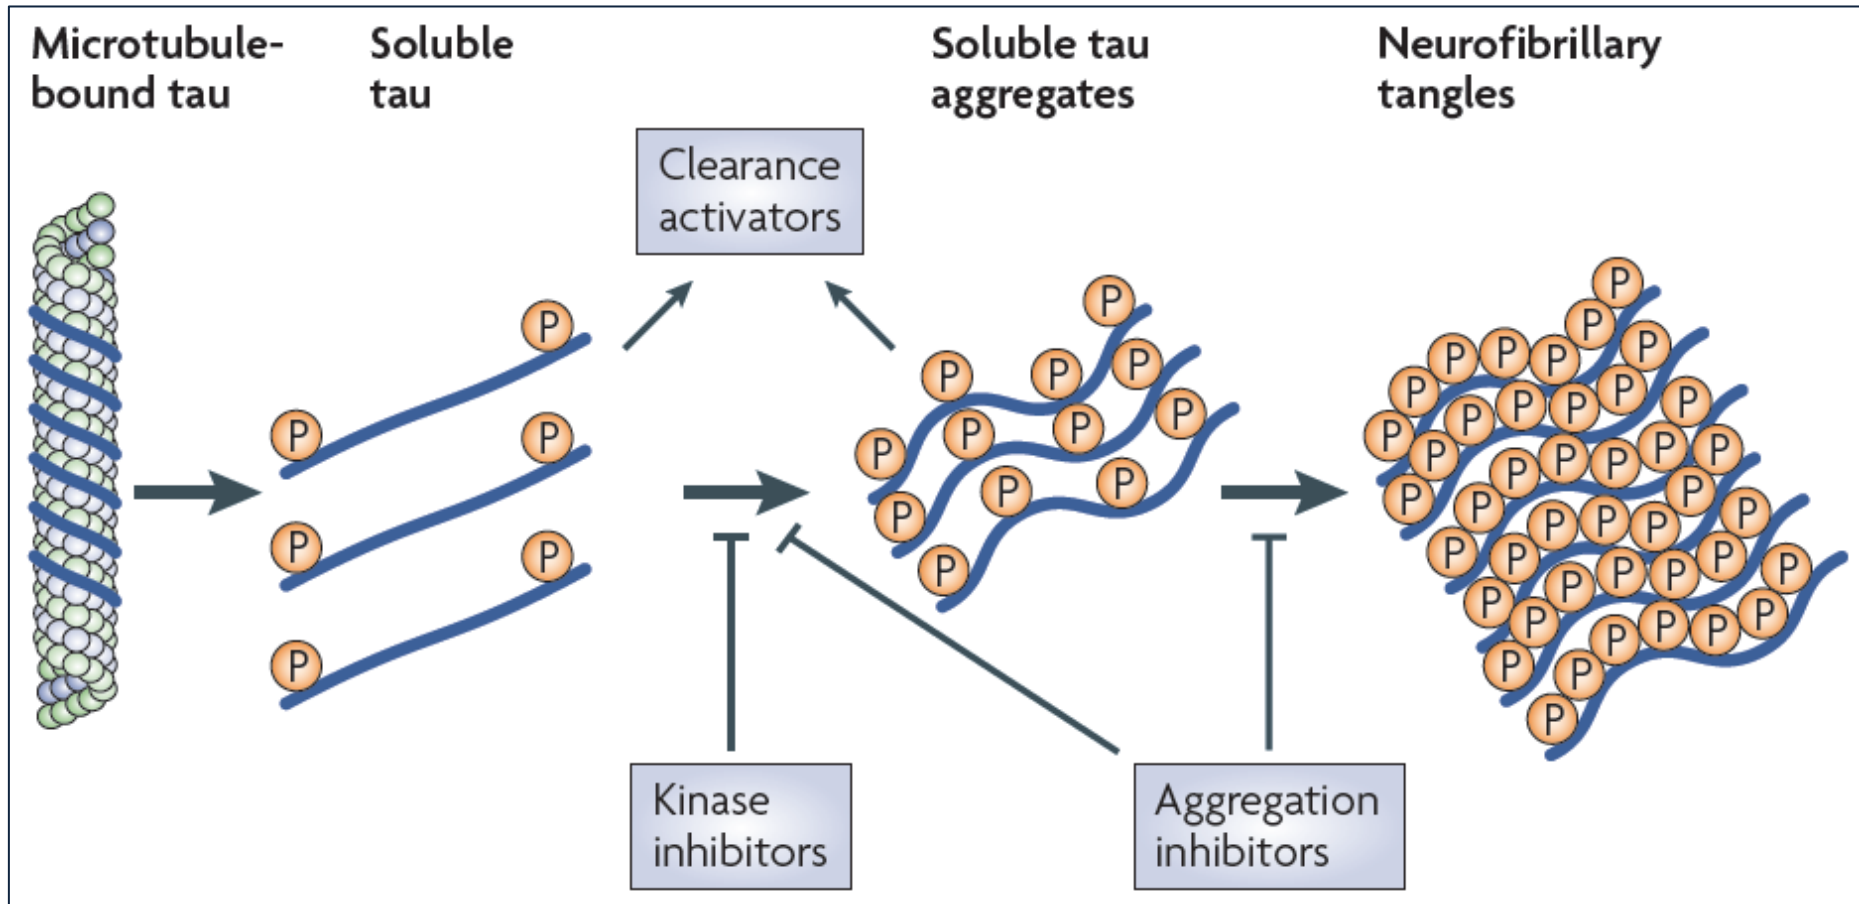 Microtubule-
bound tau
Soluble
tau
Soluble tau
aggregates
Neurofibrillary
tangles
Clearance
activators
P P
P P
P P
P P P P P P P P P P P P
P P P P P P P P P P P P P P P P P P P P P P P P P P P P P P P P P P P P P P P P P
Kinase
inhibitors
Aggregation
inhibitors